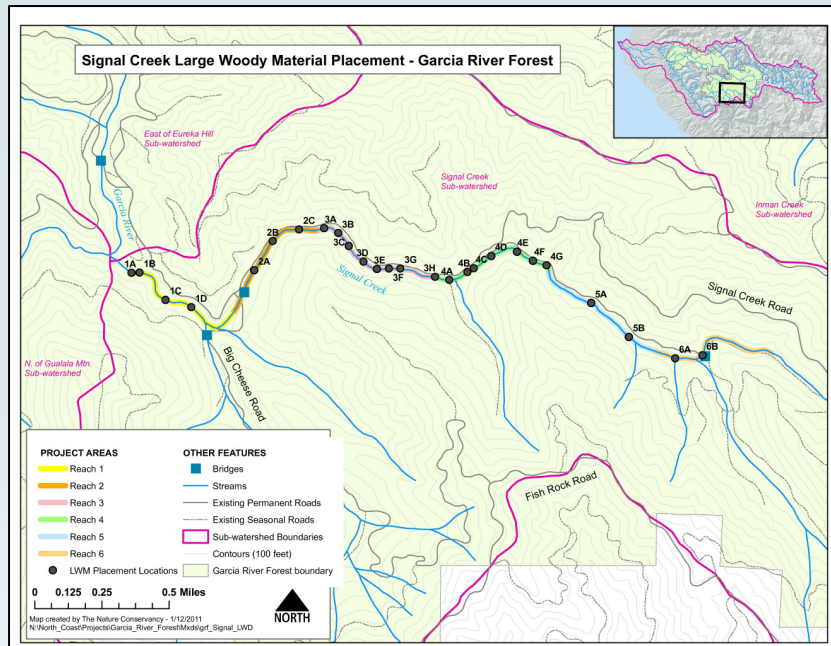 Signal Creek Large Woody Material Placement - Garcia River Forest
East of Eureka Hill
Sub-watershed
Garcia River
Signal Creek
Sub-watershed
Inman Creek
Sub-watershed
2C
3A
3B
2B
3C
3D
3E
3F
3G
3H
2A
Signal Creek
4A
4B
4C
4D
4E
4F
4G
1A
1B
1C
1D
5A
5B
6A
6B
Signal Creek Road
Big Cheese Road
N. of Gualala Mtn.
Sub-watershed
Fish Rock Road
PROJECT AREAS
Reach 1
Reach 2
Reach 3
Reach 4
Reach 5
Reach 6
LWM Placement Locations
OTHER FEATURES
Bridges
Streams
Existing Permanent Roads
Existing Seasonal Roads
Sub-watershed Boundaries
Contours (100 feet)
Garcia River Forest boundary
0 0.125 0.25 0.5 Miles
NORTH
Map created by The Nature Conservancy - 1/12/2011
N:\North_Coast\Projects\Garcia_River_Forest\Mxds\grf_Signal_LWD